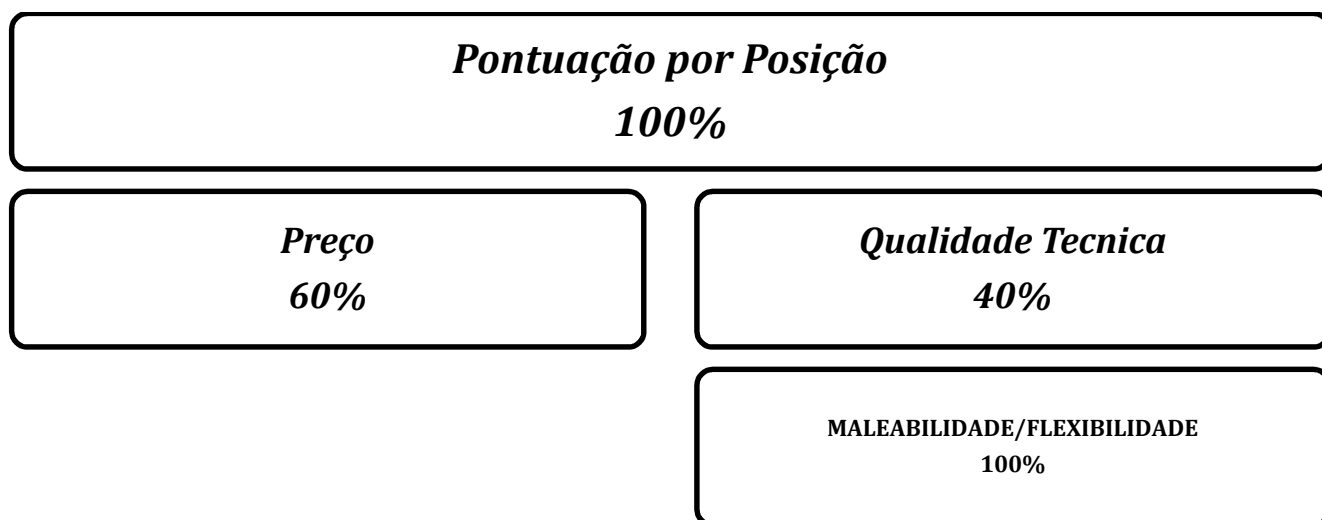 Pontuação por Posição
100%
Preço
60%
Qualidade Tecnica
40%
MALEABILIDADE/FLEXIBILIDADE
100%